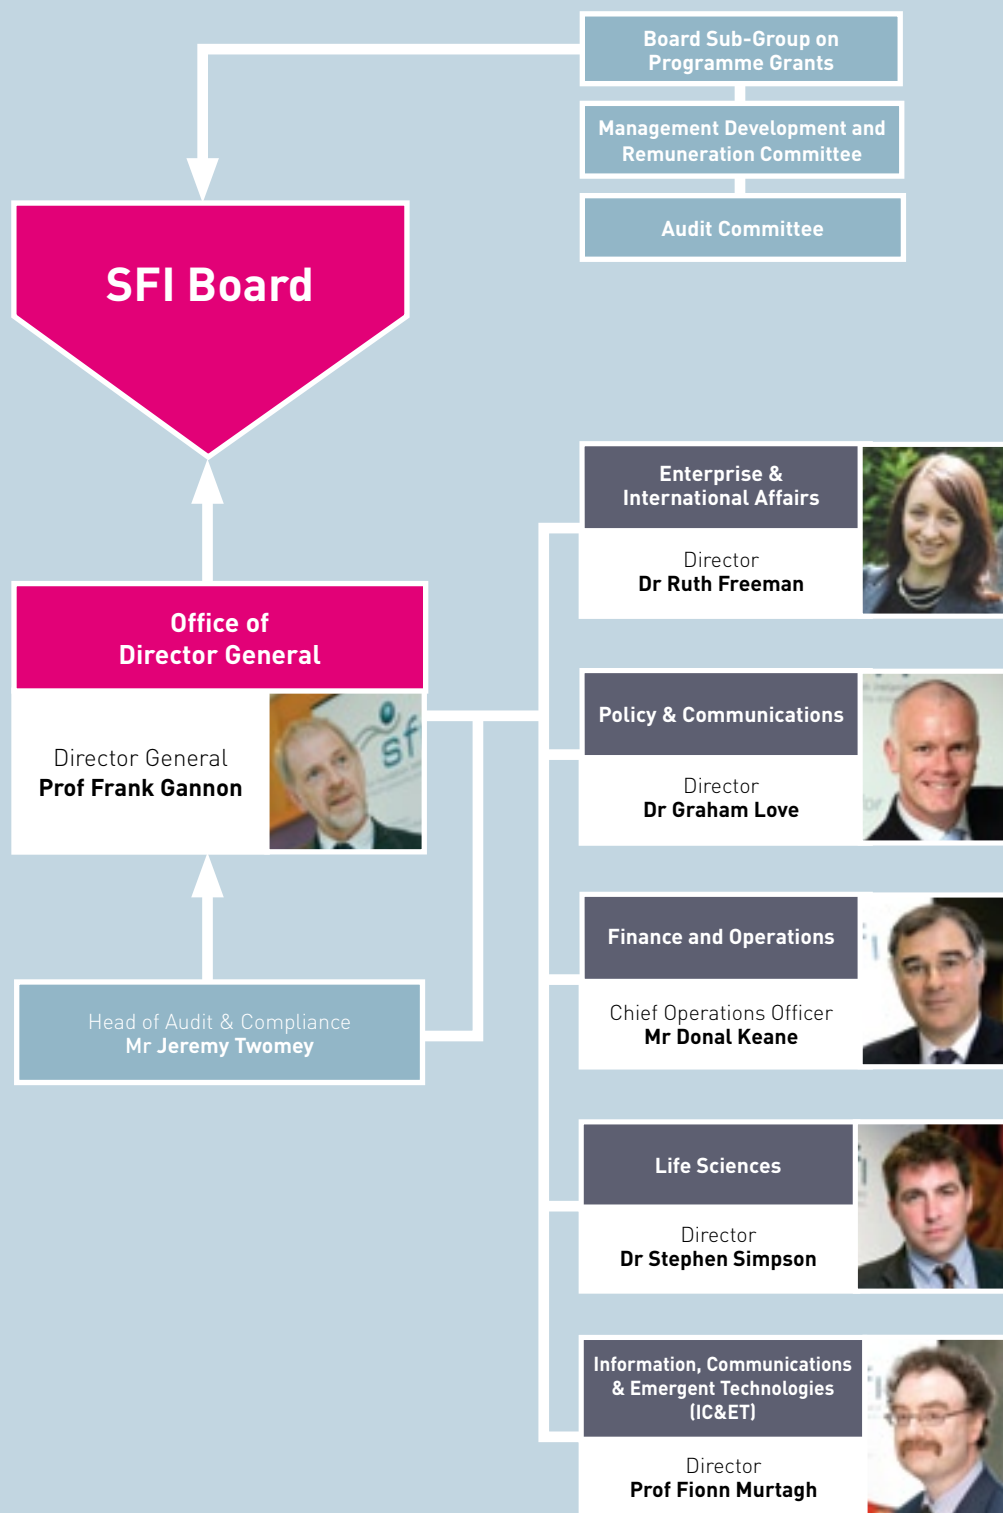 Board Sub-Group on
Programme Grants
Management Development and
Remuneration Committee
Audit Committee
SFI Board
Office of
Director General
Director General
Prof Frank Gannon
sf
Head of Audit & Compliance
Mr Jeremy Twomey
Enterprise &
International Affairs
Director
Dr Ruth Freeman
Policy & Communications
Director
Dr Graham Love
Finance and Operations
Chief Operations Officer
Mr Donal Keane
Life Sciences
Director
Dr Stephen Simpson
Information, Communications
& Emergent Technologies
(IC&ET)
Director
Prof Fionn Murtagh